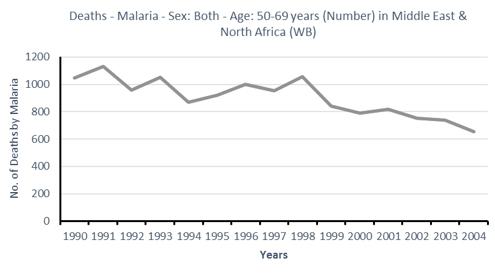 Deaths - Malaria - Sex: Both - Age: 50-69 years (Number) in Middle East &
North Africa (WB)
No. of Deaths by Malaria
1200
1000
800
600
400
200
0
1990 1991 1992 1993 1994 1995 1996 1997 1998 1999 2000 2001 2002 2003 2004
Years